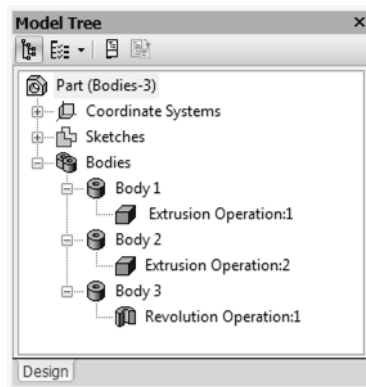 Model Tree
Part (Bodies-3)
Coordinate Systems
Sketches
Bodies
Body 1
Extrusion Operation:1
Body 2
Extrusion Operation:2
Body 3
Revolution Operation:1
Design